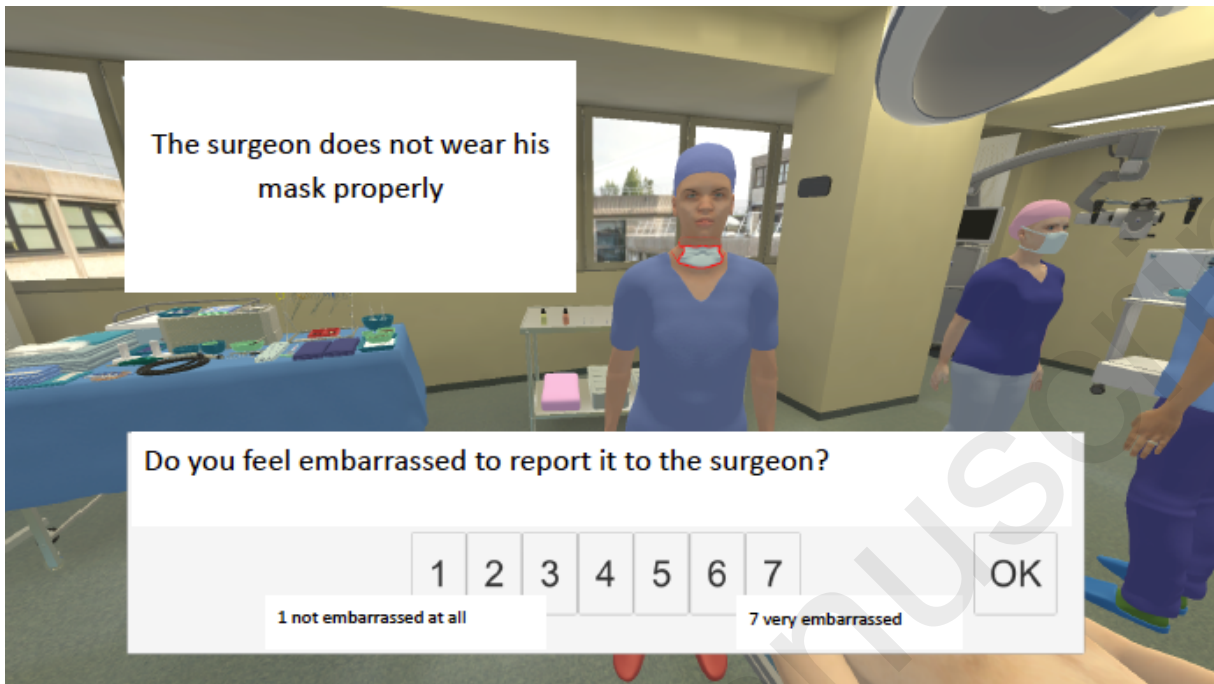 The surgeon does not wear his
mask properly
Do you feel embarrassed to report it to the surgeon?
1 2 3 4 5 6 7 OK
1 not embarrassed at all
7 very embarrassed